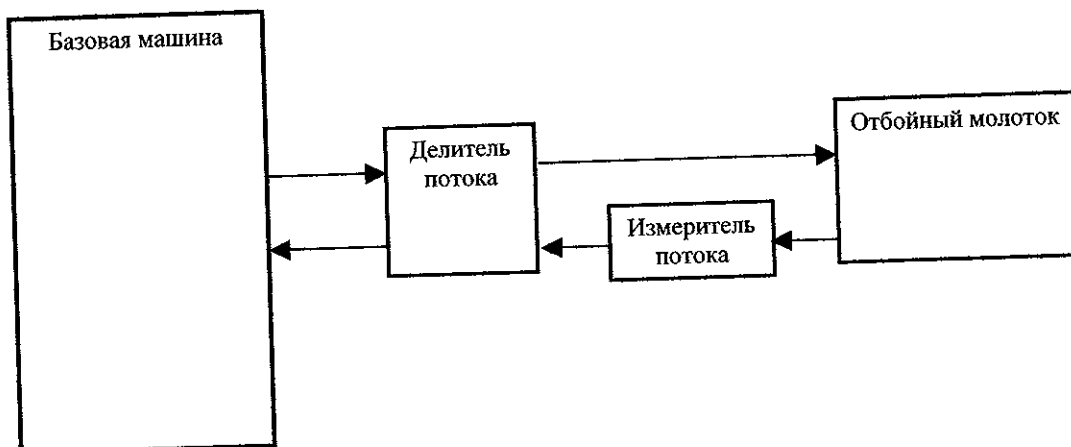 Базовая машина
Делитель
потока
Отбойный молоток
Измеритель
потока